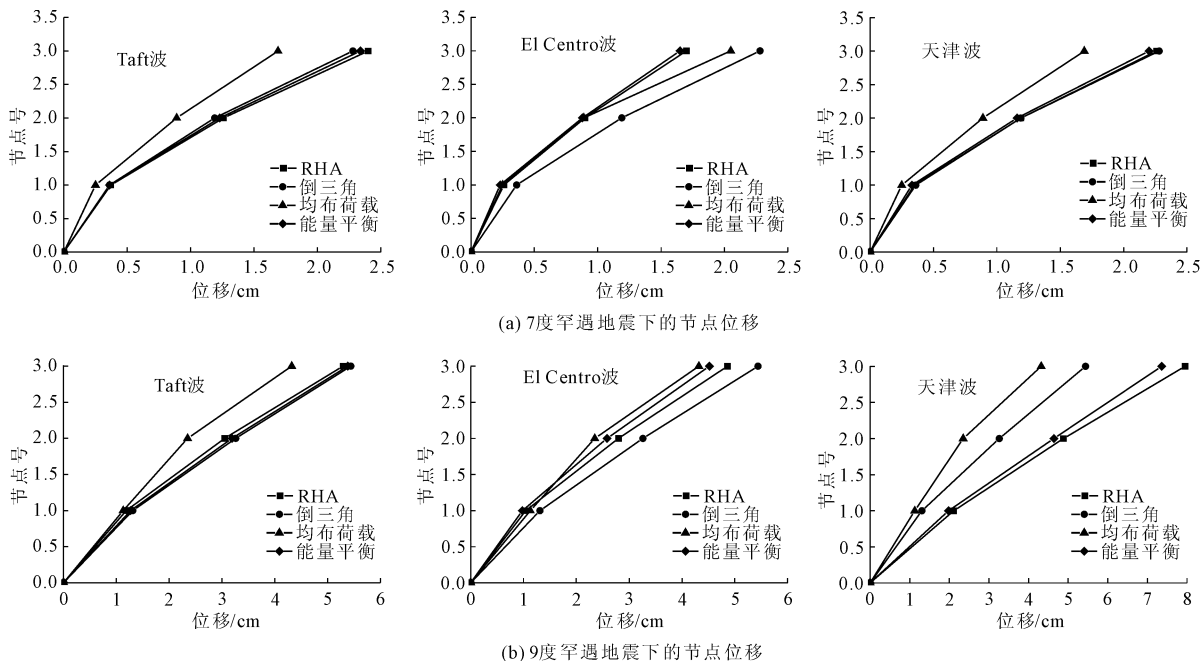 3.5
3.0
2.5
2.0
1.5
1.0
0.5
0.0
节点号
Taft波
RHA
倒三角
均布荷载
能量平衡
0.0 0.5 1.0 1.5 2.0 2.5
位移/cm
3.5
3.0
2.5
2.0
1.5
1.0
0.5
0.0
节点号
El Centro波
RHA
倒三角
均布荷载
能量平衡
0.0 0.5 1.0 1.5 2.0 2.5
位移/cm
3.5
3.0
2.5
2.0
1.5
1.0
0.5
0.0
节点号
天津波
RHA
倒三角
均布荷载
能量平衡
0.0 0.5 1.0 1.5 2.0 2.5
位移/cm
(a) 7度罕遇地震下的节点位移
3.0
2.5
2.0
1.5
1.0
0.5
0.0
节点号
Taft波
RHA
倒三角
均布荷载
能量平衡
0 1 2 3 4 5 6
位移/cm
3.0
2.5
2.0
1.5
1.0
0.5
0.0
节点号
El Centro波
RHA
倒三角
均布荷载
能量平衡
0 1 2 3 4 5 6
位移/cm
3.0
2.5
2.0
1.5
1.0
0.5
0.0
节点号
天津波
RHA
倒三角
均布荷载
能量平衡
0 1 2 3 4 5 6 7 8
位移/cm
(b) 9度罕遇地震下的节点位移